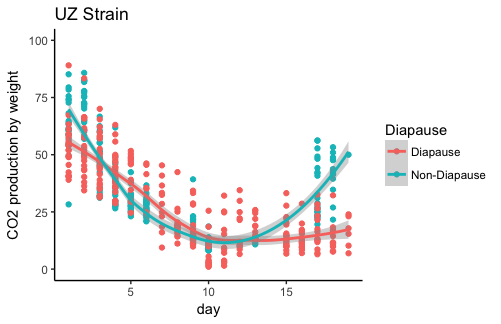 UZ Strain
CO2 production by weight
100
75
50
25
0
5
10
15
day
Diapause
Diapause
Non-Diapause